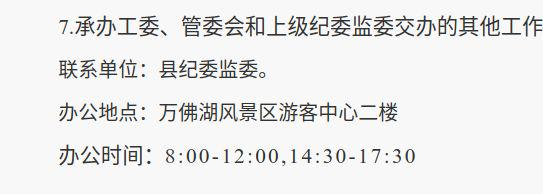 7.承办工委、管委会和上级纪委监委交办的其他工作
联系单位：县纪委监委。
办公地点：万佛湖风景区游客中心二楼
办公时间：8:00-12:00,14:30-17:30